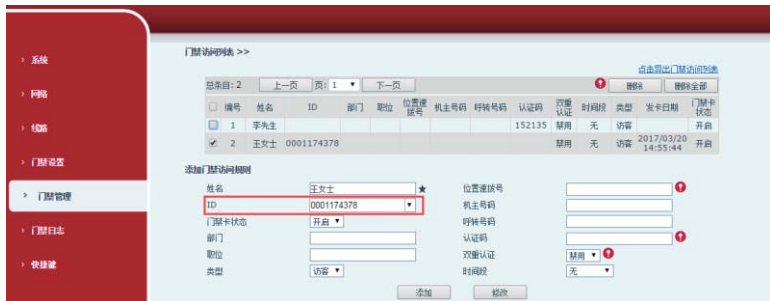 门禁访问列表 >>
› 系统
› 网络
› 线路
› 门禁设置
› 门禁管理
› 门禁日志
› 快捷键
点击导出门禁访问列表
总条目: 2 上一页 页: 1 下一页 删除 删除全部
编号 姓名 ID 部门 职位 位置速拨号 机主号码 呼转号码 认证码 双重认证 时间段 类型 发卡日期 门禁卡状态
1 李先生 152135 禁用 无 访客 开启
2 王女士 0001174378 禁用 无 访客 2017/03/20 14:55:44 开启
添加门禁访问规则
姓名 王女士 ★ 位置速拨号
ID 0001174378 机主号码
门禁卡状态 开启 呼转号码
部门 认证码
职位 双重认证 禁用
类型 访客 时间段 无
添加 修改